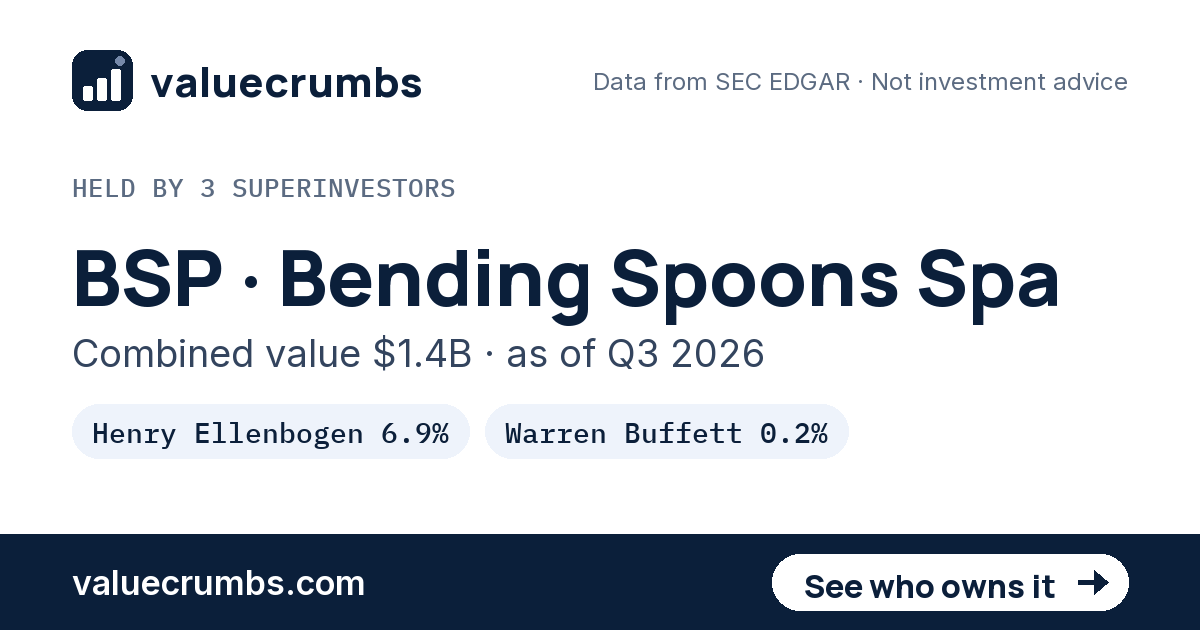 valuecrumbs
Data from SEC EDGAR · Not investment advice
HELD BY 3 SUPERINVESTORS
BSP · Bending Spoons Spa
Combined value $1.4B · as of Q3 2026
Henry Ellenbogen 6.9%
Warren Buffett 0.2%
valuecrumbs.com
See who owns it →